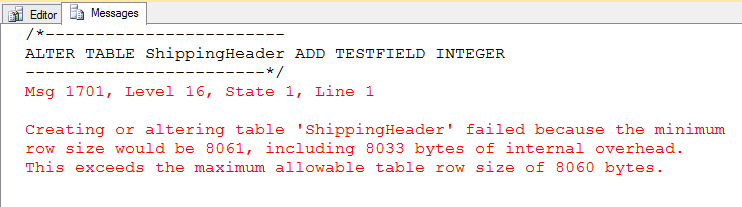 Editor Messages
/*------------------------
ALTER TABLE ShippingHeader ADD TESTFIELD INTEGER
------------------------*/
Msg 1701, Level 16, State 1, Line 1
Creating or altering table 'ShippingHeader' failed because the minimum
row size would be 8061, including 8033 bytes of internal overhead.
This exceeds the maximum allowable table row size of 8060 bytes.